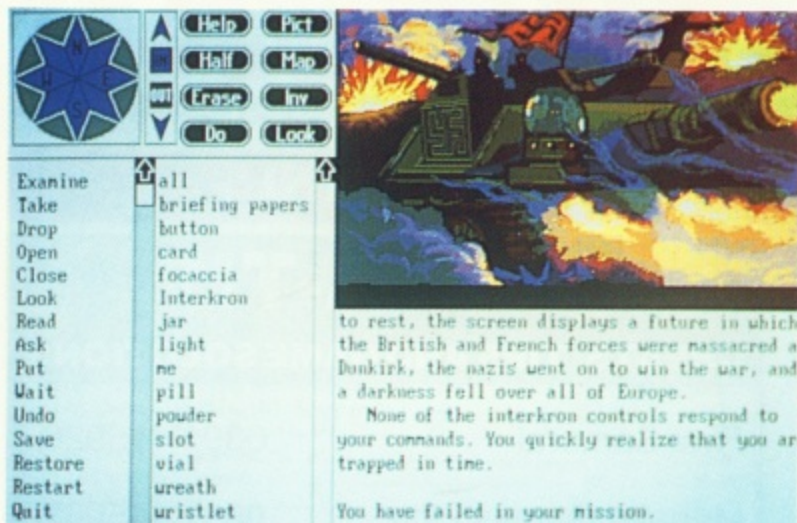 N
W E
S
IN
OUT
Help Pict
Half Map
Erase Inv
Do Look
Examine
Take
Drop
Open
Close
Look
Read
Ask
Put
Wait
Undo
Save
Restore
Restart
Quit
all
briefing papers
button
card
focaccia
Interkron
jar
light
me
pill
powder
slot
vial
wreath
wristlet
to rest, the screen displays a future in which
the British and French forces were massacred a
Dunkirk, the nazis went on to win the war, and
a darkness fell over all of Europe.
None of the interkron controls respond to
your commands. You quickly realize that you ar
trapped in time.
You have failed in your mission.